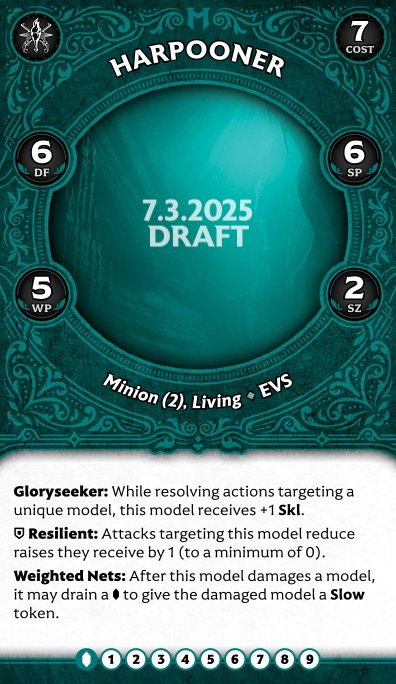 7
COST
HARPOONER
6
DF
6
SP
7.3.2025
DRAFT
5
WP
2
SZ
Minion (2), Living ⬥ EVS
Gloryseeker: While resolving actions targeting a
unique model, this model receives +1 Skl.
Resilient: Attacks targeting this model reduce
raises they receive by 1 (to a minimum of 0).
Weighted Nets: After this model damages a model,
it may drain a ⬮ to give the damaged model a Slow
token.
1 2 3 4 5 6 7 8 9